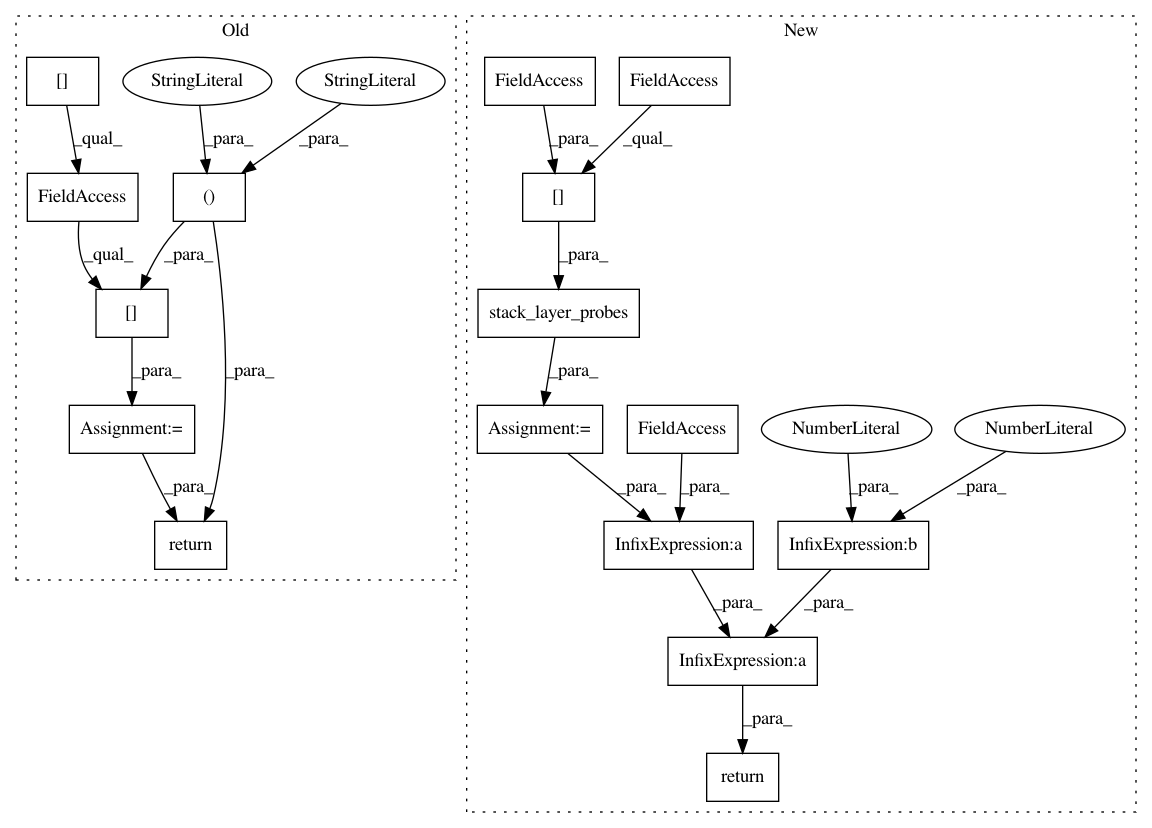 Old
New
[]
StringLiteral
StringLiteral
FieldAccess
FieldAccess
_qual_
_para_
_para_
_para_
_qual_
FieldAccess
()
[]
_qual_
_para_
_para_
[]
stack_layer_probes
_para_
_para_
_para_
Assignment:=
Assignment:=
FieldAccess
NumberLiteral
NumberLiteral
_para_
_para_
_para_
_para_
_para_
return
InfixExpression:a
InfixExpression:b
_para_
_para_
InfixExpression:a
_para_
return